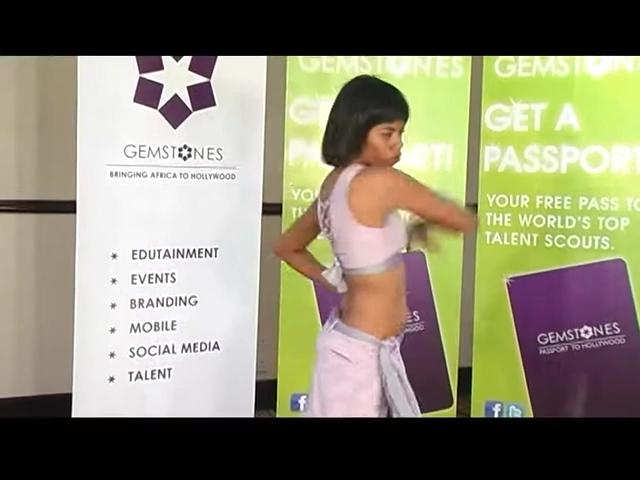 GEMSTONES
BRINGING AFRICA TO HOLLYWOOD
EDUTAINMENT
EVENTS
BRANDING
MOBILE
SOCIAL MEDIA
TALENT
GEMSTONES
GEMSTONES
GET A
PASSPORT
YOUR FREE PASS TO
THE WORLD'S TOP
TALENT SCOUTS.
GEMSTONES
PASSPORT TO HOLLYWOOD